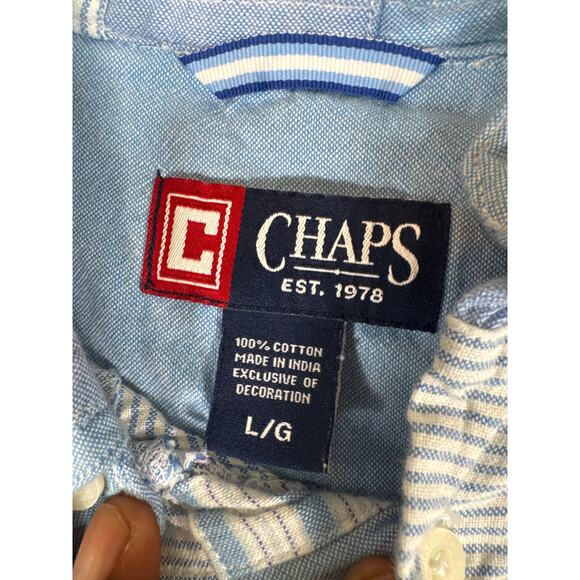 C CHAPS
EST. 1978
100% COTTON
MADE IN INDIA
EXCLUSIVE OF
DECORATION
L/G